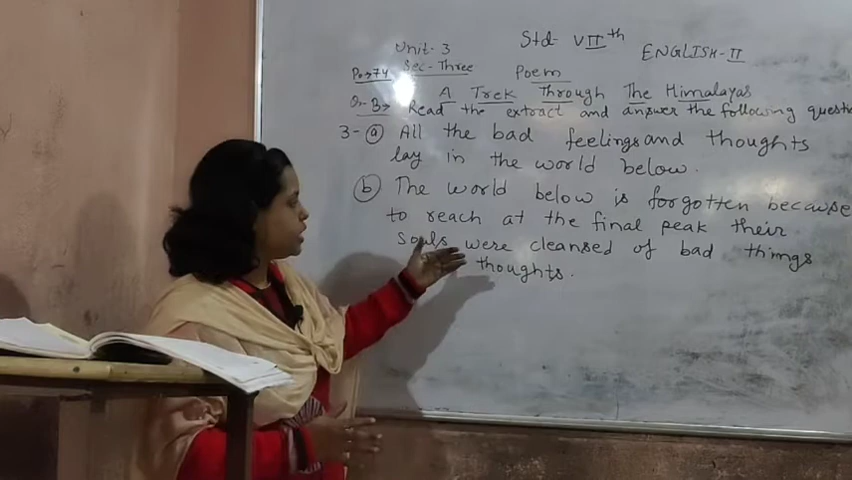 Unit-3 Std- VIIth ENGLISH-II
Pg→74 Sec-Three Poem
A Trek Through The Himalayas
Qn-B→ Read the extract and answer the following questio
3- (a) All the bad feelings and thoughts
lay in the world below.
(b) The world below is forgotten because
to reach at the final peak their
souls were cleansed of bad things
thoughts.